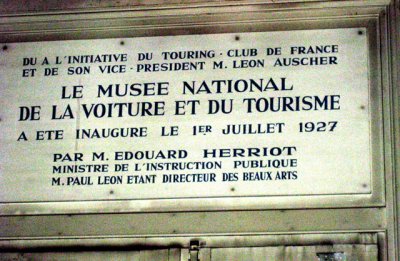 DU A L'INITIATIVE DU TOURING - CLUB DE FRANCE
ET DE SON VICE - PRESIDENT M. LEON AUSCHER
LE MUSEE NATIONAL
DE LA VOITURE ET DU TOURISME
A ETE INAUGURE LE 1ER JUILLET 1927
PAR M. EDOUARD HERRIOT
MINISTRE DE L'INSTRUCTION PUBLIQUE
M. PAUL LEON ETANT DIRECTEUR DES BEAUX ARTS